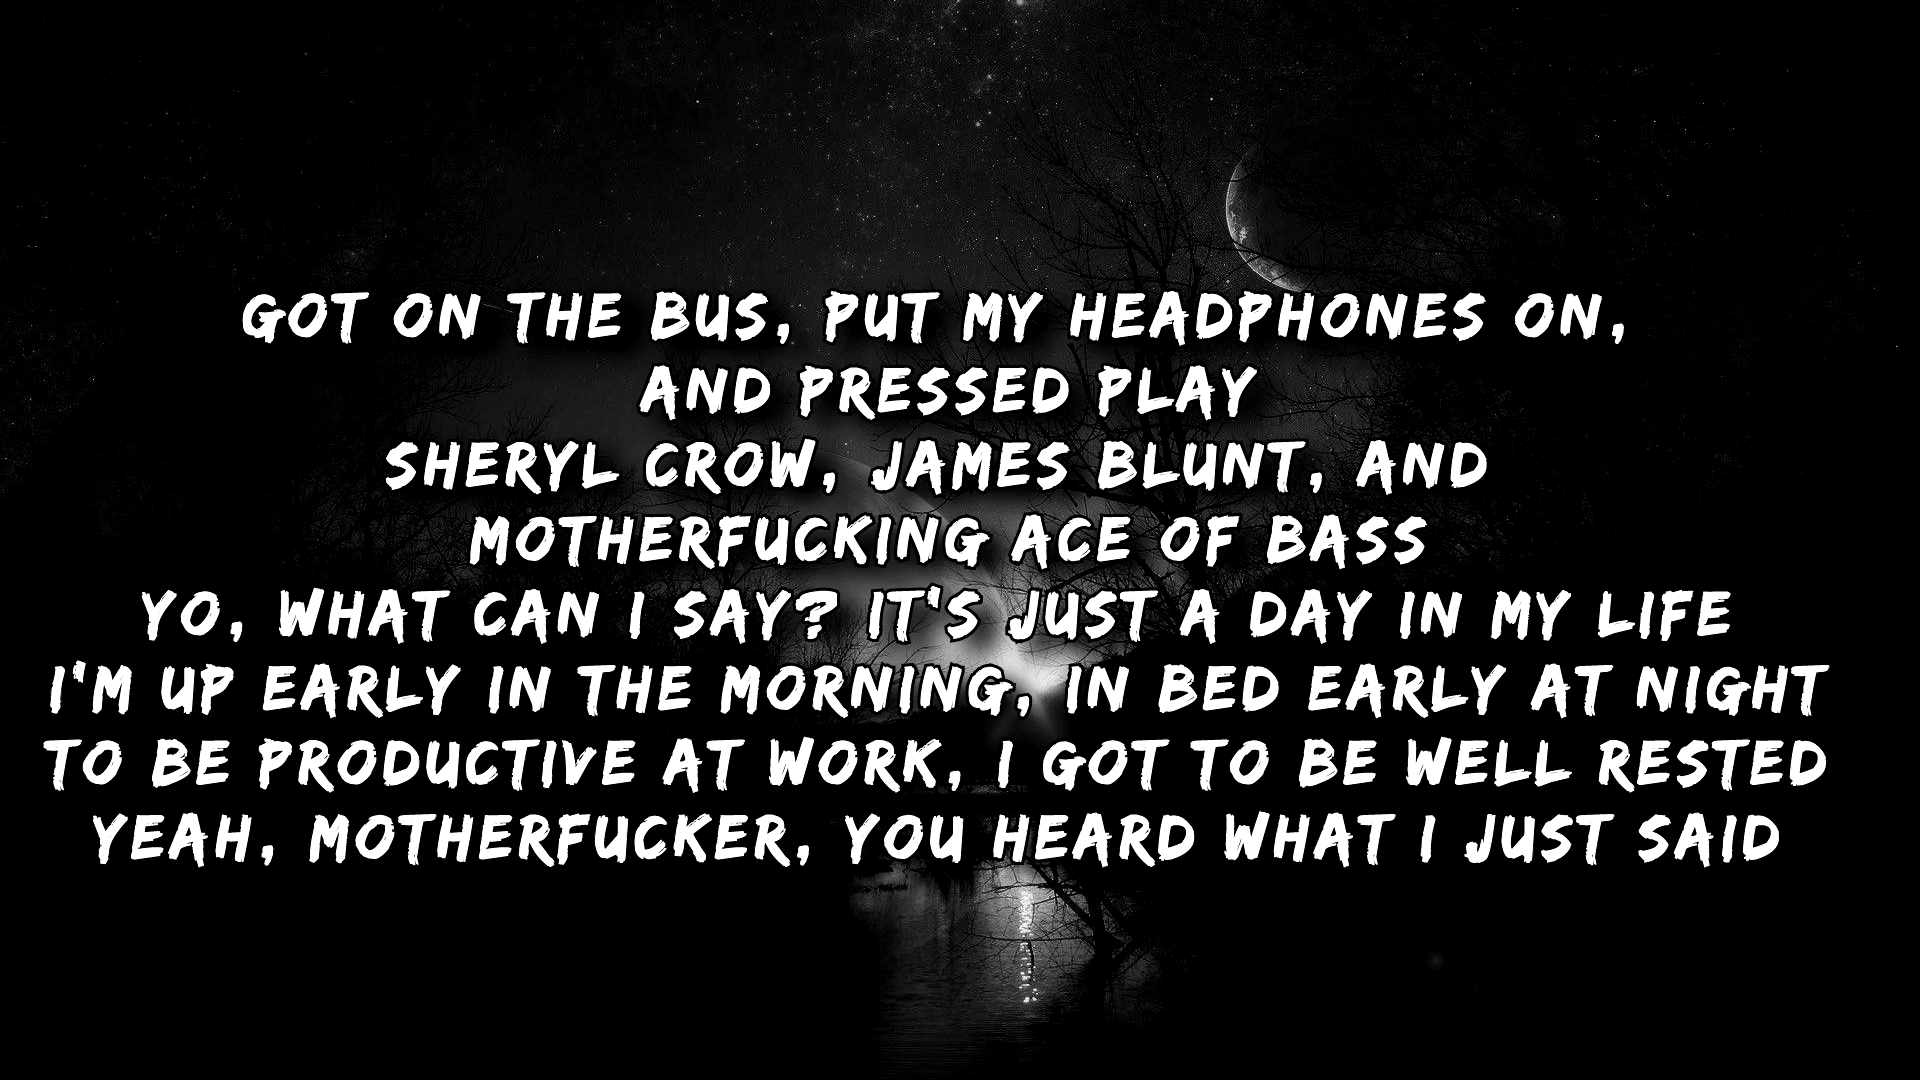 GOT ON THE BUS, PUT MY HEADPHONES ON,
AND PRESSED PLAY
SHERYL CROW, JAMES BLUNT, AND
MOTHERFUCKING ACE OF BASS
YO, WHAT CAN I SAY? IT'S JUST A DAY IN MY LIFE
I'M UP EARLY IN THE MORNING, IN BED EARLY AT NIGHT
TO BE PRODUCTIVE AT WORK, I GOT TO BE WELL RESTED
YEAH, MOTHERFUCKER, YOU HEARD WHAT I JUST SAID